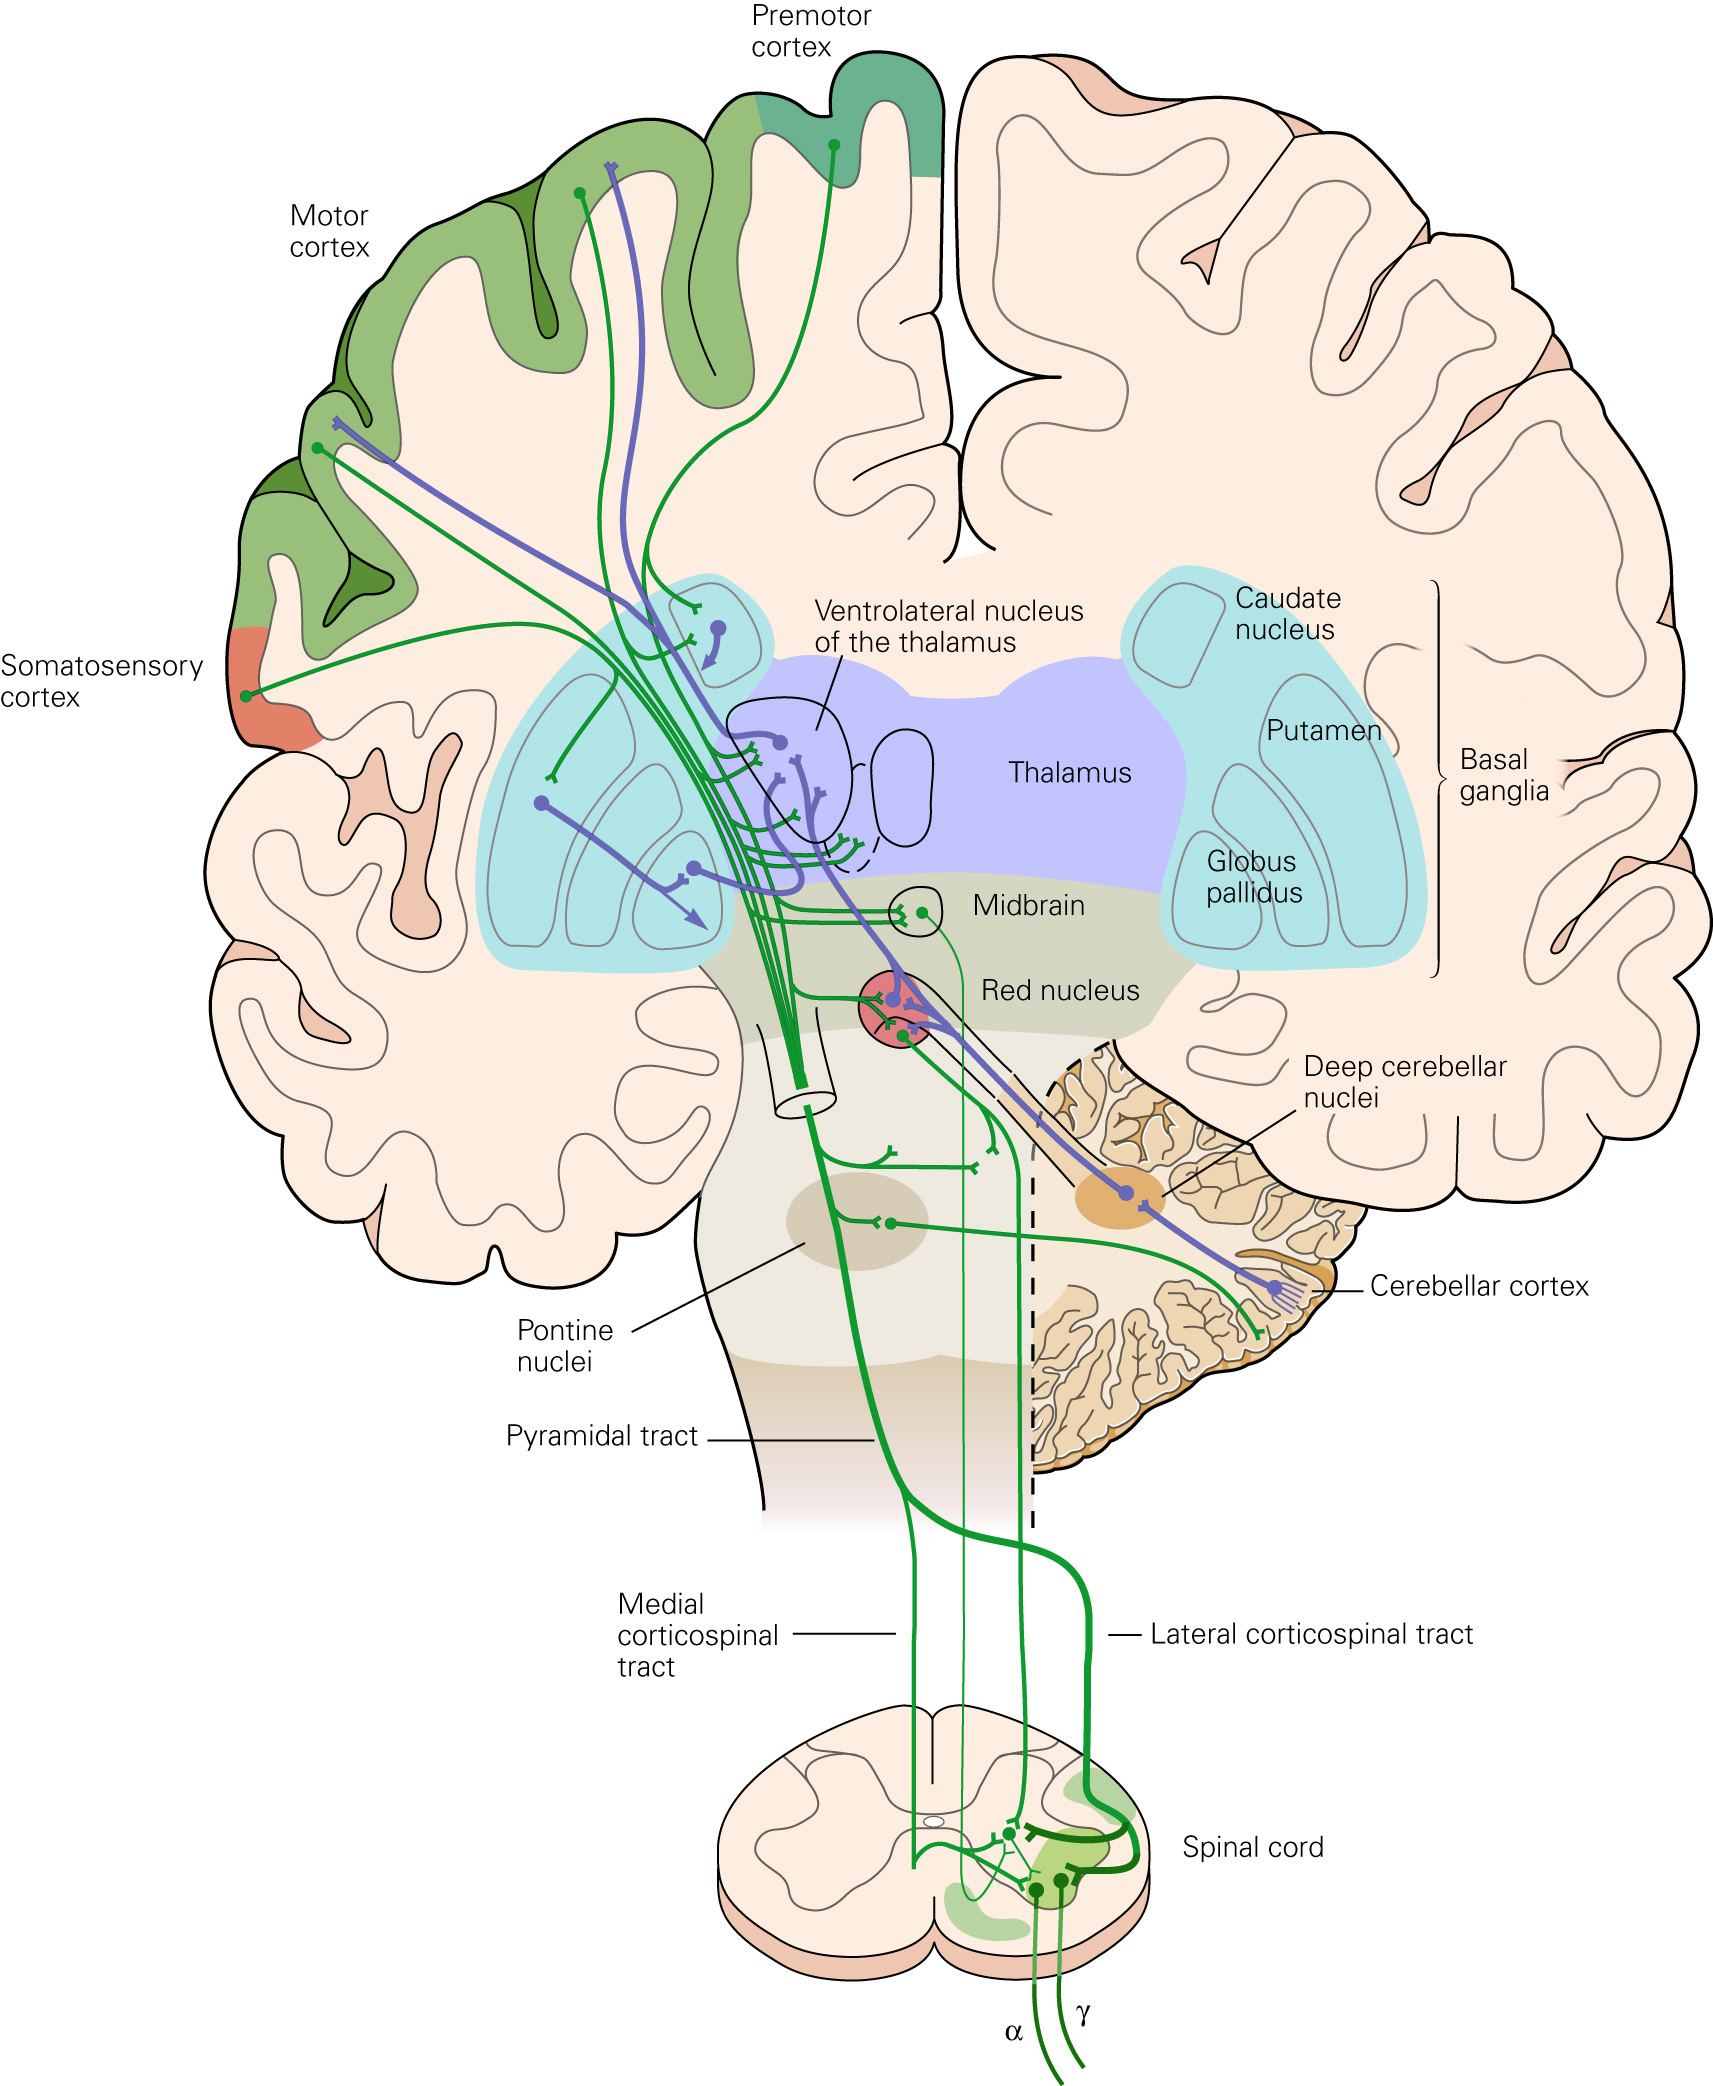 Premotor
cortex
Motor
cortex
Somatosensory
cortex
Ventrolateral nucleus
of the thalamus
Caudate
nucleus
Putamen
Thalamus
Basal
ganglia
Globus
pallidus
Midbrain
Red nucleus
Deep cerebellar
nuclei
Cerebellar cortex
Pontine
nuclei
Pyramidal tract
Medial
corticospinal
tract
Lateral corticospinal tract
Spinal cord
α
γ